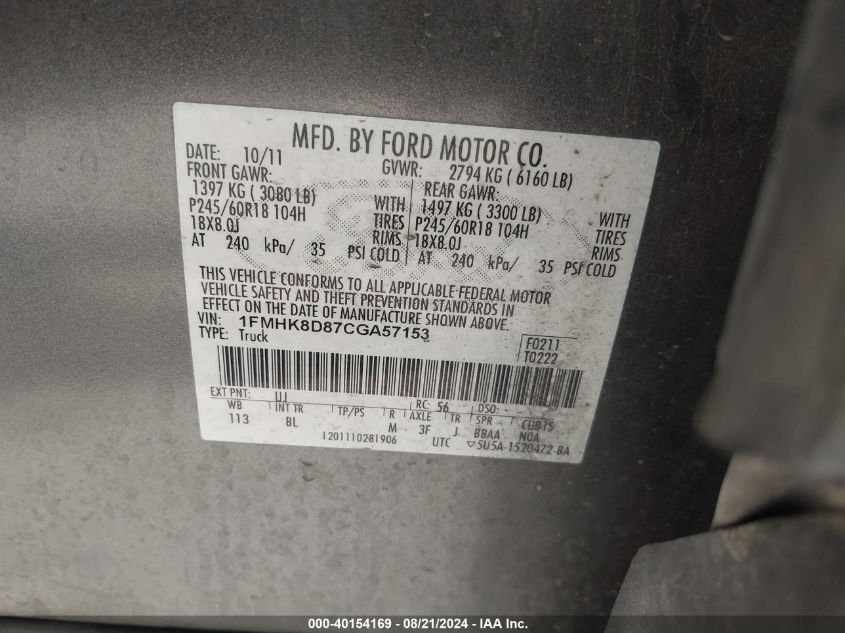 MFD. BY FORD MOTOR CO.
DATE: 10/11 GVWR: 2794 KG ( 6160 LB)
FRONT GAWR: REAR GAWR:
1397 KG ( 3080 LB) WITH 1497 KG ( 3300 LB) WITH
P245/60R18 104H TIRES P245/60R18 104H TIRES
18X8.0J RIMS 18X8.0J RIMS
AT 240 kPa/ 35 PSI COLD AT 240 kPa/ 35 PSI COLD
THIS VEHICLE CONFORMS TO ALL APPLICABLE FEDERAL MOTOR
VEHICLE SAFETY AND THEFT PREVENTION STANDARDS IN
EFFECT ON THE DATE OF MANUFACTURE SHOWN ABOVE.
VIN: 1FMHK8D87CGA57153
TYPE: Truck
F0211
T0222
EXT PNT: UJ RC: 56 DSO:
WB INT TR TP/PS R AXLE TR SPR CUBTS
113 BL M 3F J BBAA NOA
1201110281906 UTC ▽5U5A-1520472-BA
000-40154169 - 08/21/2024 - IAAI.com